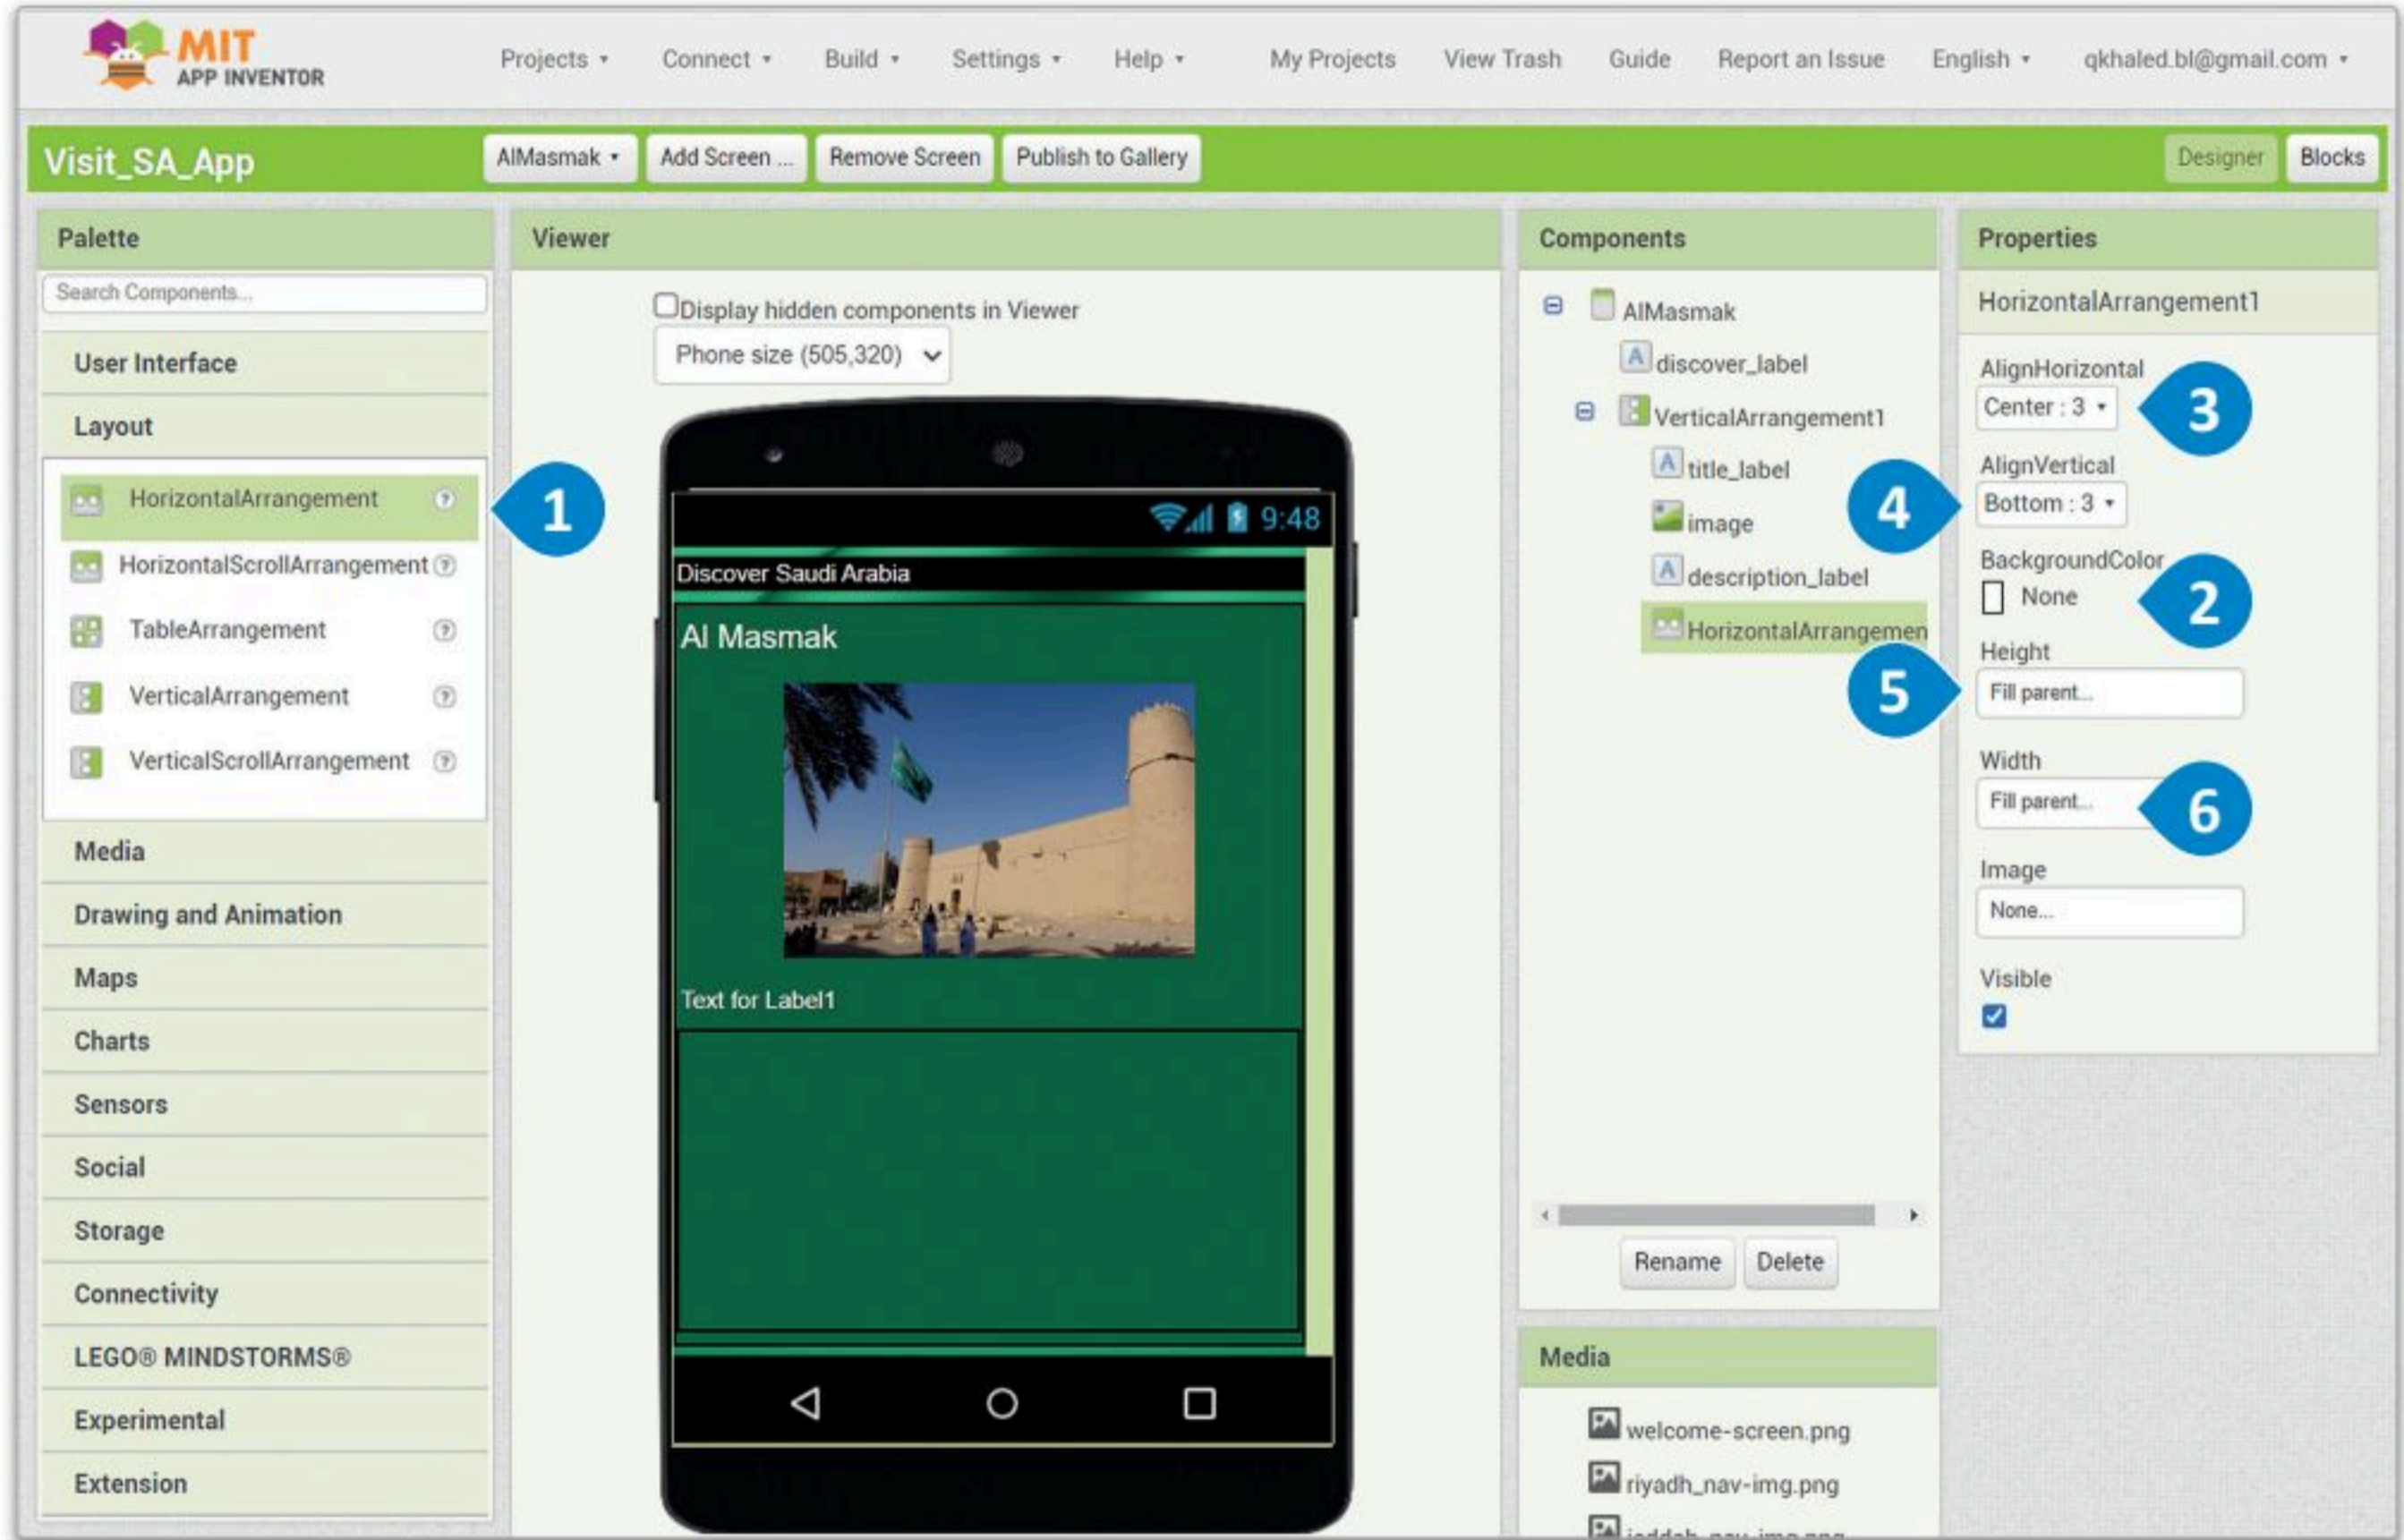 MIT
APP INVENTOR
Projects
Connect
Build
Settings
Help
My Projects
View Trash
Guide
Report an Issue
English
qkhaled.bl@gmail.com
Visit_SA_App
AlMasmak
Add Screen ...
Remove Screen
Publish to Gallery
Designer
Blocks
Palette
Search Components...
User Interface
Layout
HorizontalArrangement
?
HorizontalScrollArrangement
?
TableArrangement
?
VerticalArrangement
?
VerticalScrollArrangement
?
1
Media
Drawing and Animation
Maps
Charts
Sensors
Social
Storage
Connectivity
LEGO® MINDSTORMS®
Experimental
Extension
Viewer
Display hidden components in Viewer
Phone size (505,320)
9:48
Discover Saudi Arabia
Al Masmak
Text for Label1
Components
AlMasmak
A discover_label
VerticalArrangement1
A title_label
image
A description_label
HorizontalArrangemen
Rename
Delete
Media
welcome-screen.png
riyadh_nav-img.png
Properties
HorizontalArrangement1
AlignHorizontal
Center : 3
3
AlignVertical
Bottom : 3
4
BackgroundColor
None
2
Height
Fill parent...
5
Width
Fill parent...
6
Image
None...
Visible